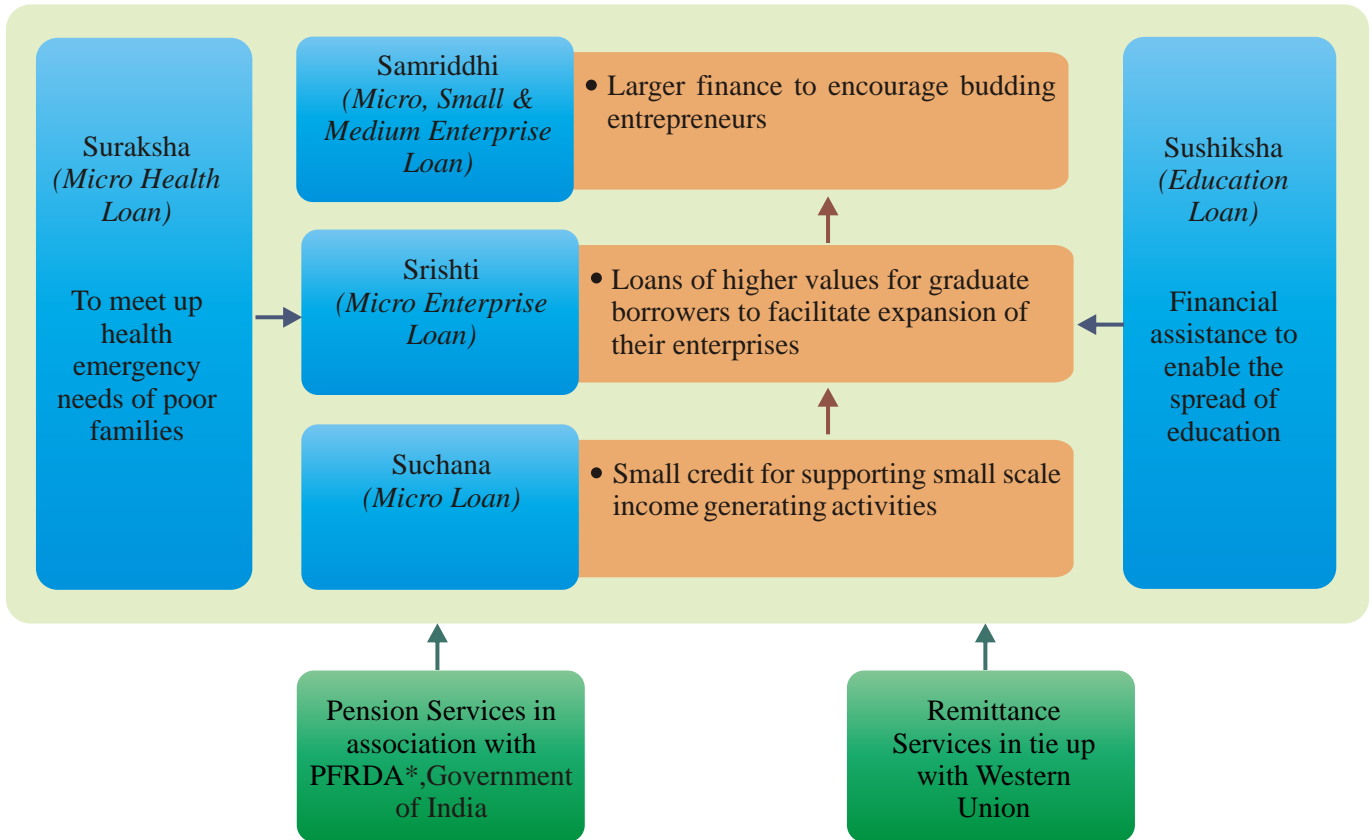 Suraksha
(Micro Health
Loan)
To meet up
health
emergency
needs of poor
families
Samriddhi
(Micro, Small &
Medium Enterprise
Loan)
• Larger finance to encourage budding
entrepreneurs
Srishti
(Micro Enterprise
Loan)
• Loans of higher values for graduate
borrowers to facilitate expansion of
their enterprises
Suchana
(Micro Loan)
• Small credit for supporting small scale
income generating activities
Sushiksha
(Education
Loan)
Financial
assistance to
enable the
spread of
education
Pension Services in
association with
PFRDA*,Government
of India
Remittance
Services in tie up
with Western
Union